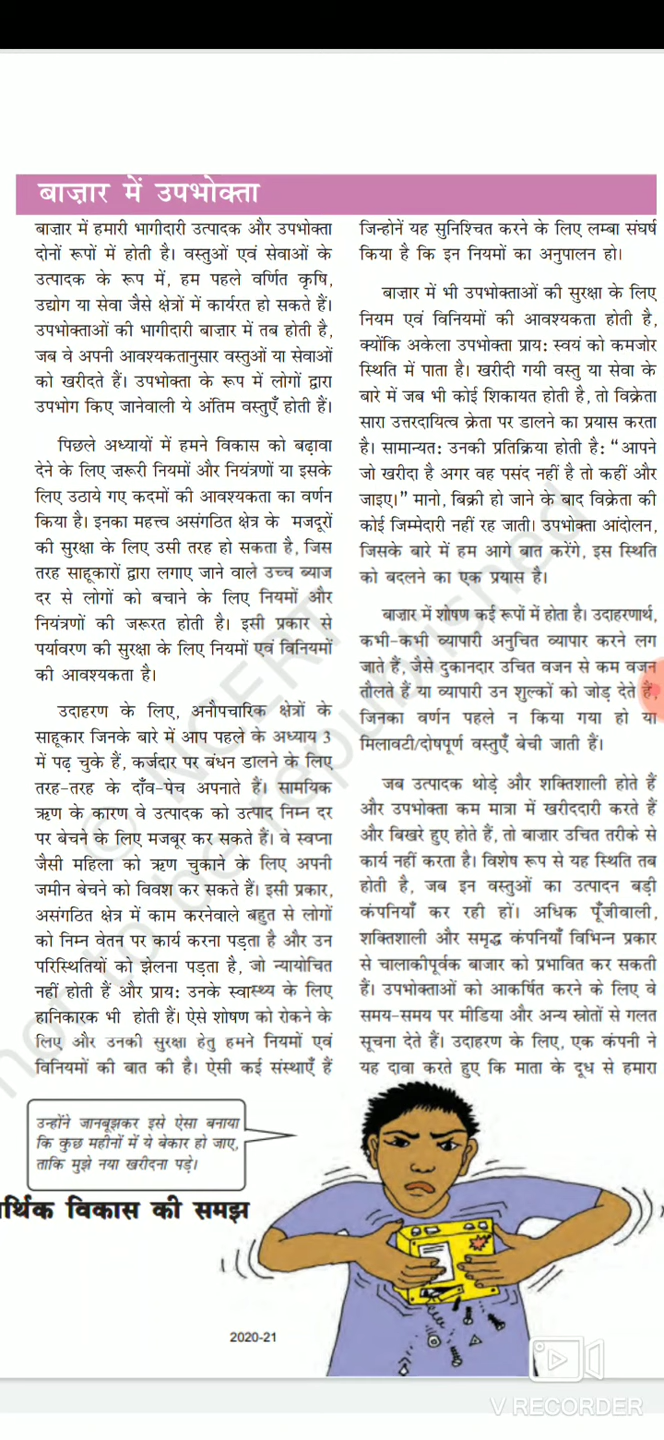 बाज़ार में उपभोक्ता
बाज़ार में हमारी भागीदारी उत्पादक और उपभोक्ता
दोनों रूपों में होती है। वस्तुओं एवं सेवाओं के
उत्पादक के रूप में, हम पहले वर्णित कृषि,
उद्योग या सेवा जैसे क्षेत्रों में कार्यरत हो सकते हैं।
उपभोक्ताओं की भागीदारी बाज़ार में तब होती है,
जब वे अपनी आवश्यकतानुसार वस्तुओं या सेवाओं
को खरीदते हैं। उपभोक्ता के रूप में लोगों द्वारा
उपभोग किए जानेवाली ये अंतिम वस्तुएँ होती हैं।
पिछले अध्यायों में हमने विकास को बढ़ावा
देने के लिए ज़रूरी नियमों और नियंत्रणों या इसके
लिए उठाये गए कदमों की आवश्यकता का वर्णन
किया है। इनका महत्त्व असंगठित क्षेत्र के मजदूरों
की सुरक्षा के लिए उसी तरह हो सकता है, जिस
तरह साहूकारों द्वारा लगाए जाने वाले उच्च ब्याज
दर से लोगों को बचाने के लिए नियमों और
नियंत्रणों की जरूरत होती है। इसी प्रकार से
पर्यावरण की सुरक्षा के लिए नियमों एवं विनियमों
की आवश्यकता है।
उदाहरण के लिए, अनौपचारिक क्षेत्रों के
साहूकार जिनके बारे में आप पहले के अध्याय 3
में पढ़ चुके हैं, कर्जदार पर बंधन डालने के लिए
तरह-तरह के दाँव-पेच अपनाते हैं। सामयिक
ऋण के कारण वे उत्पादक को उत्पाद निम्न दर
पर बेचने के लिए मजबूर कर सकते हैं। वे स्वप्ना
जैसी महिला को ऋण चुकाने के लिए अपनी
जमीन बेचने को विवश कर सकते हैं। इसी प्रकार,
असंगठित क्षेत्र में काम करनेवाले बहुत से लोगों
को निम्न वेतन पर कार्य करना पड़ता है और उन
परिस्थितियों को झेलना पड़ता है, जो न्यायोचित
नहीं होती हैं और प्राय: उनके स्वास्थ्य के लिए
हानिकारक भी होती हैं। ऐसे शोषण को रोकने के
लिए और उनकी सुरक्षा हेतु हमने नियमों एवं
विनियमों की बात की है। ऐसी कई संस्थाएँ हैं
जिन्होनें यह सुनिश्चित करने के लिए लम्बा संघर्ष
किया है कि इन नियमों का अनुपालन हो।
बाज़ार में भी उपभोक्ताओं की सुरक्षा के लिए
नियम एवं विनियमों की आवश्यकता होती है,
क्योंकि अकेला उपभोक्ता प्राय: स्वयं को कमजोर
स्थिति में पाता है। खरीदी गयी वस्तु या सेवा के
बारे में जब भी कोई शिकायत होती है, तो विक्रेता
सारा उत्तरदायित्व क्रेता पर डालने का प्रयास करता
है। सामान्यत: उनकी प्रतिक्रिया होती है: “आपने
जो खरीदा है अगर वह पसंद नहीं है तो कहीं और
जाइए।” मानो, बिक्री हो जाने के बाद विक्रेता की
कोई जिम्मेदारी नहीं रह जाती। उपभोक्ता आंदोलन,
जिसके बारे में हम आगे बात करेंगे, इस स्थिति
को बदलने का एक प्रयास है।
बाज़ार में शोषण कई रूपों में होता है। उदाहरणार्थ,
कभी-कभी व्यापारी अनुचित व्यापार करने लग
जाते हैं, जैसे दुकानदार उचित वजन से कम वजन
तौलते हैं या व्यापारी उन शुल्कों को जोड़ देते हैं,
जिनका वर्णन पहले न किया गया हो या
मिलावटी/दोषपूर्ण वस्तुएँ बेची जाती हैं।
जब उत्पादक थोड़े और शक्तिशाली होते हैं
और उपभोक्ता कम मात्रा में खरीददारी करते हैं
और बिखरे हुए होते हैं, तो बाज़ार उचित तरीके से
कार्य नहीं करता है। विशेष रूप से यह स्थिति तब
होती है, जब इन वस्तुओं का उत्पादन बड़ी
कंपनियाँ कर रही हों। अधिक पूँजीवाली,
शक्तिशाली और समृद्ध कंपनियाँ विभिन्न प्रकार
से चालाकीपूर्वक बाजार को प्रभावित कर सकती
हैं। उपभोक्ताओं को आकर्षित करने के लिए वे
समय-समय पर मीडिया और अन्य स्रोतों से गलत
सूचना देते हैं। उदाहरण के लिए, एक कंपनी ने
यह दावा करते हुए कि माता के दूध से हमारा
उन्होंने जानबूझकर इसे ऐसा बनाया
कि कुछ महीनों में ये बेकार हो जाए,
ताकि मुझे नया खरीदना पड़े।
र्थिक विकास की समझ
2020-21
© NCERT
not to be republished
V RECORDER